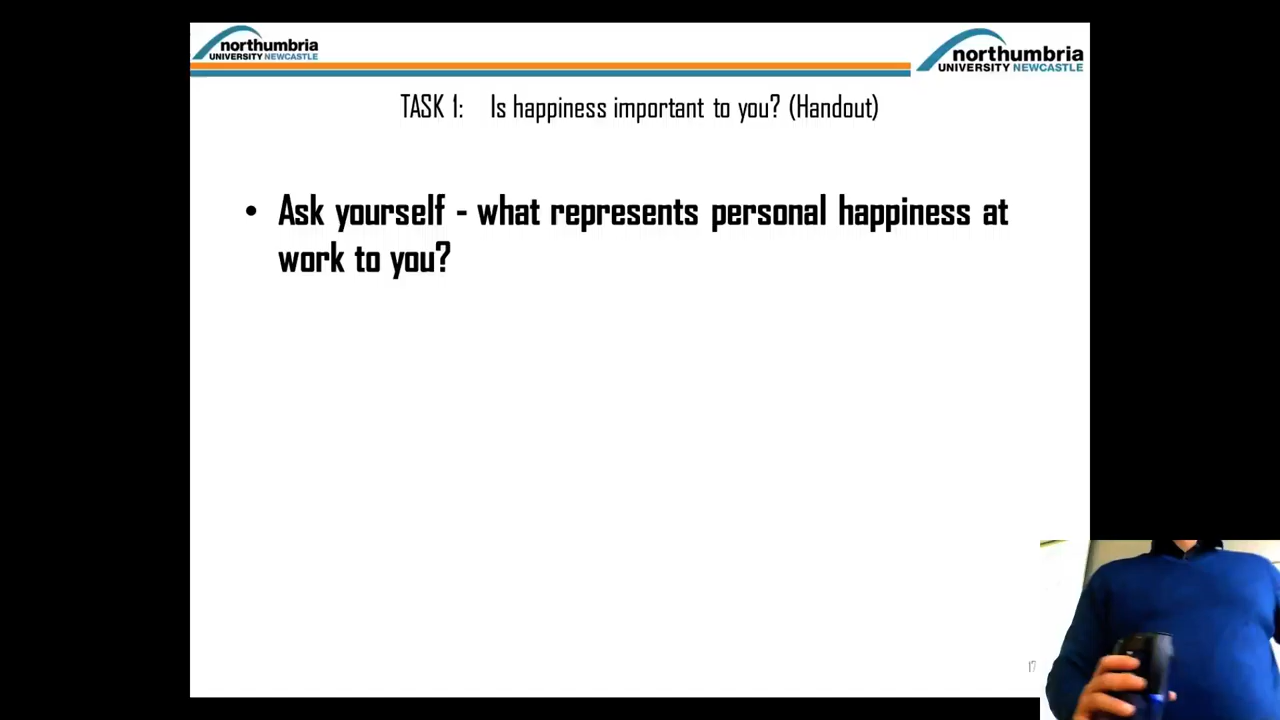 northumbria
UNIVERSITY NEWCASTLE
northumbria
UNIVERSITY NEWCASTLE
TASK 1: Is happiness important to you? (Handout)
• Ask yourself - what represents personal happiness at
work to you?
17